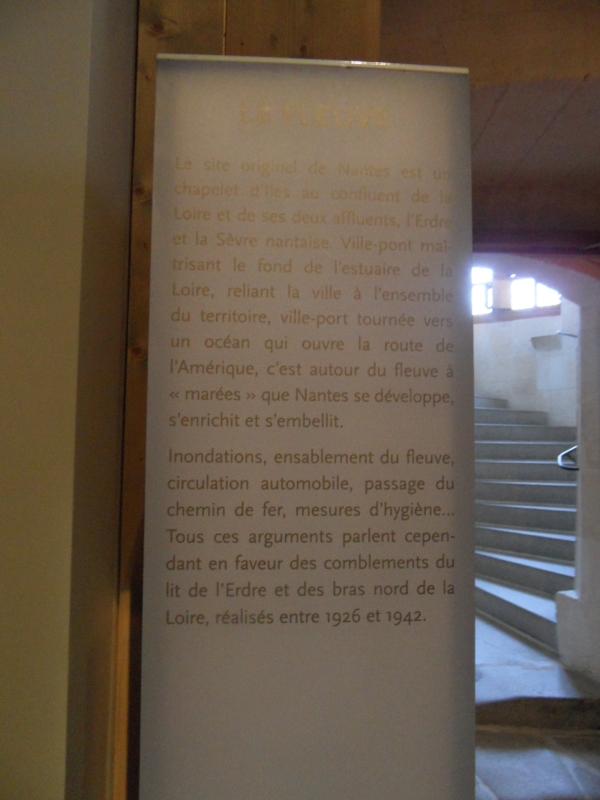 LE FLEUVE
Le site originel de Nantes est un
chapelet d'îles au confluent de la
Loire et de ses deux affluents, l'Erdre
et la Sèvre nantaise. Ville-pont maî-
trisant le fond de l'estuaire de la
Loire, reliant la ville à l'ensemble
du territoire, ville-port tournée vers
un océan qui ouvre la route de
l'Amérique, c'est autour du fleuve à
« marées » que Nantes se développe,
s'enrichit et s'embellit.
Inondations, ensablement du fleuve,
circulation automobile, passage du
chemin de fer, mesures d'hygiène...
Tous ces arguments parlent cepen-
dant en faveur des comblements du
lit de l'Erdre et des bras nord de la
Loire, réalisés entre 1926 et 1942.